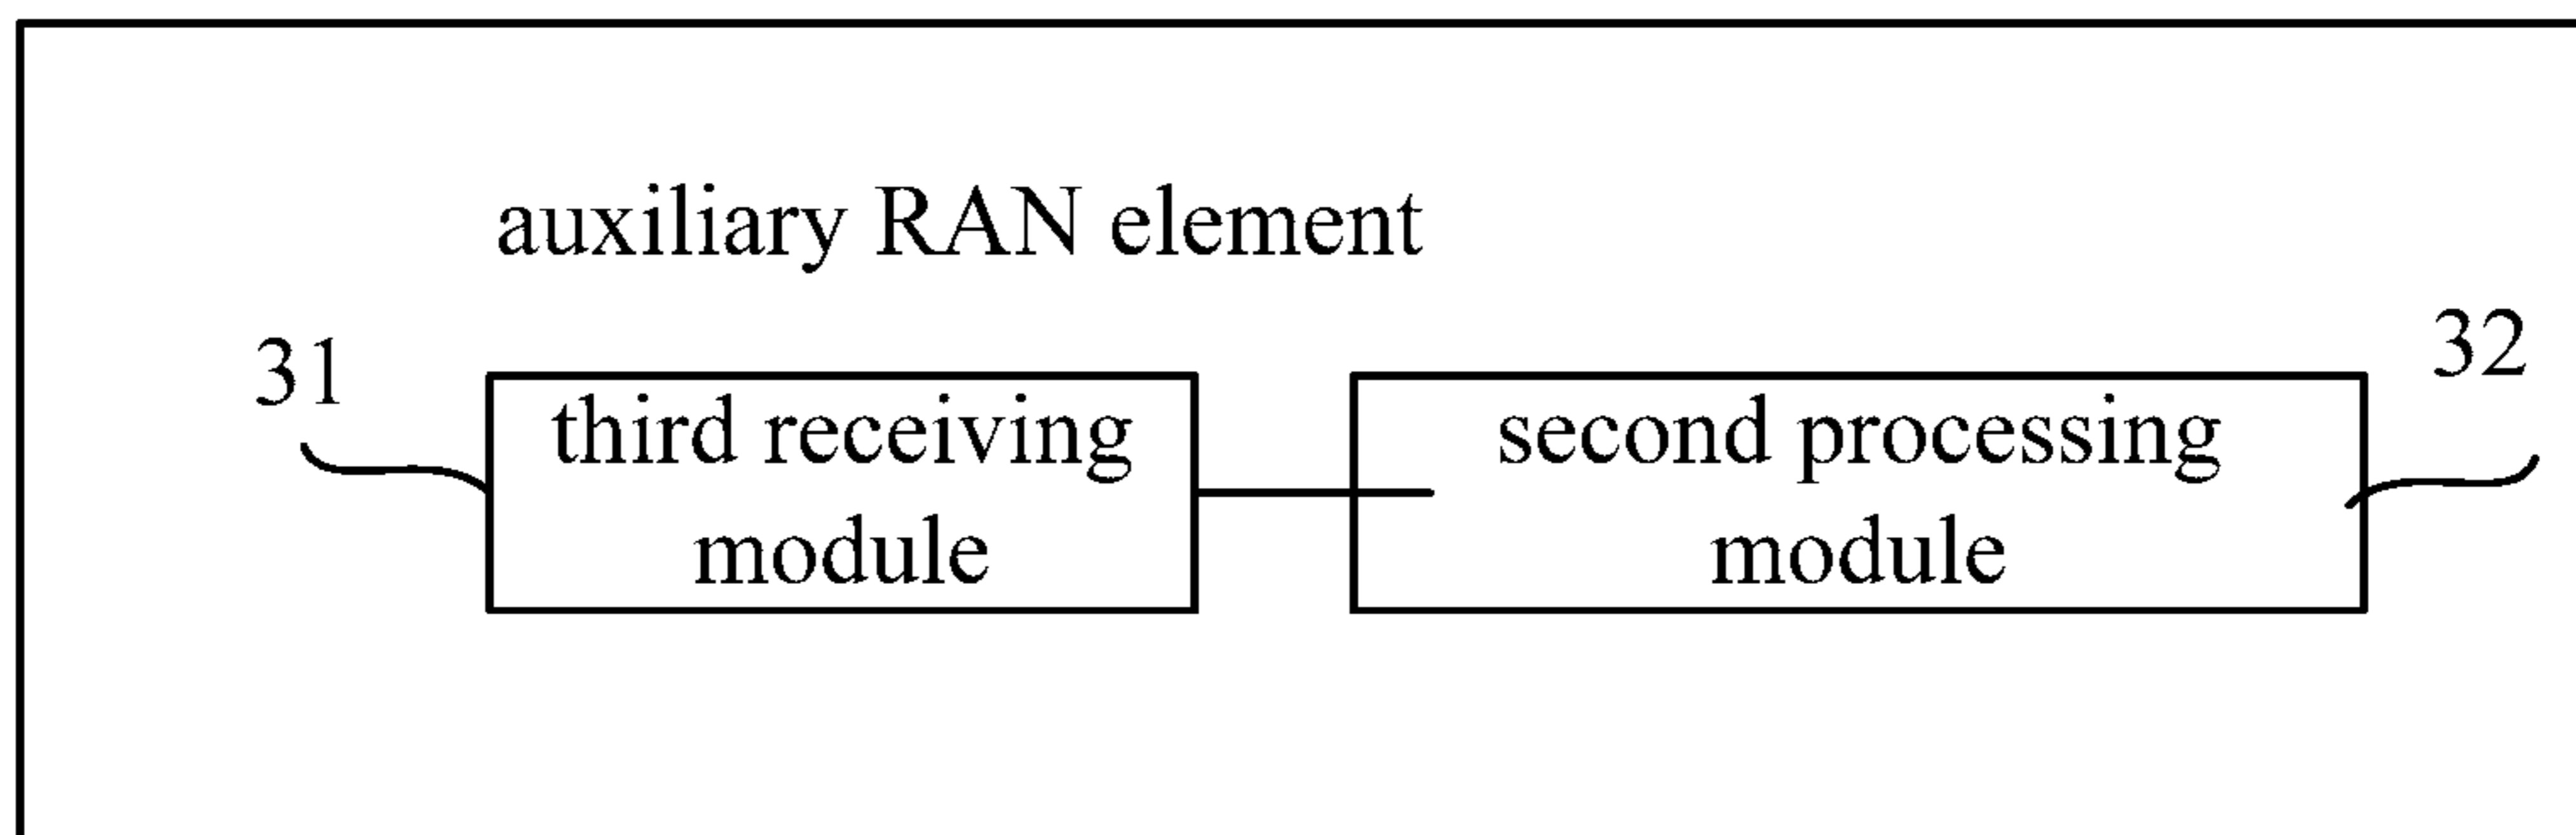 auxiliary RAN element
31
32
third receiving
module
second processing
module